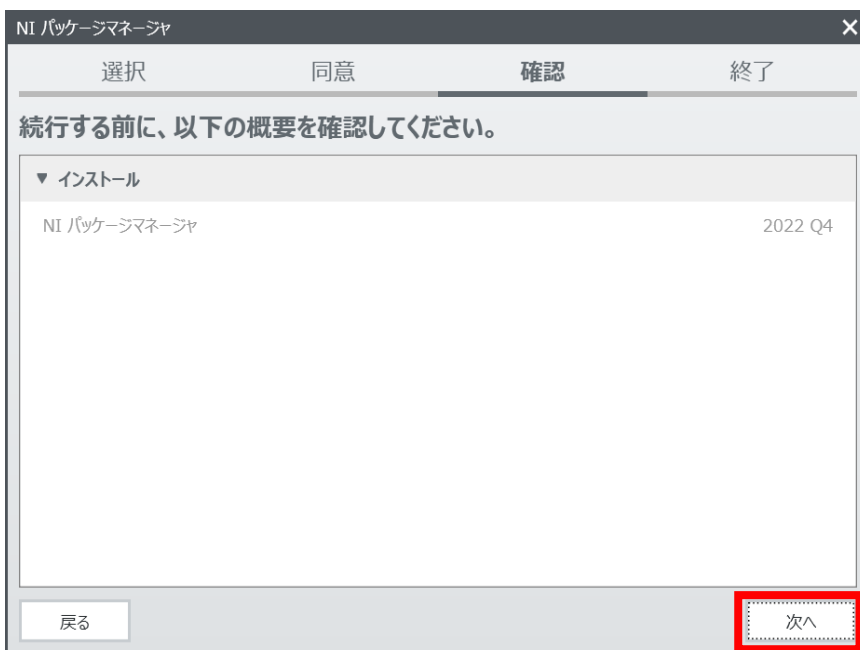 NI パッケージマネージャ
選択 同意 確認 終了
続行する前に、以下の概要を確認してください。
▼ インストール
NI パッケージマネージャ 2022 Q4
戻る 次へ